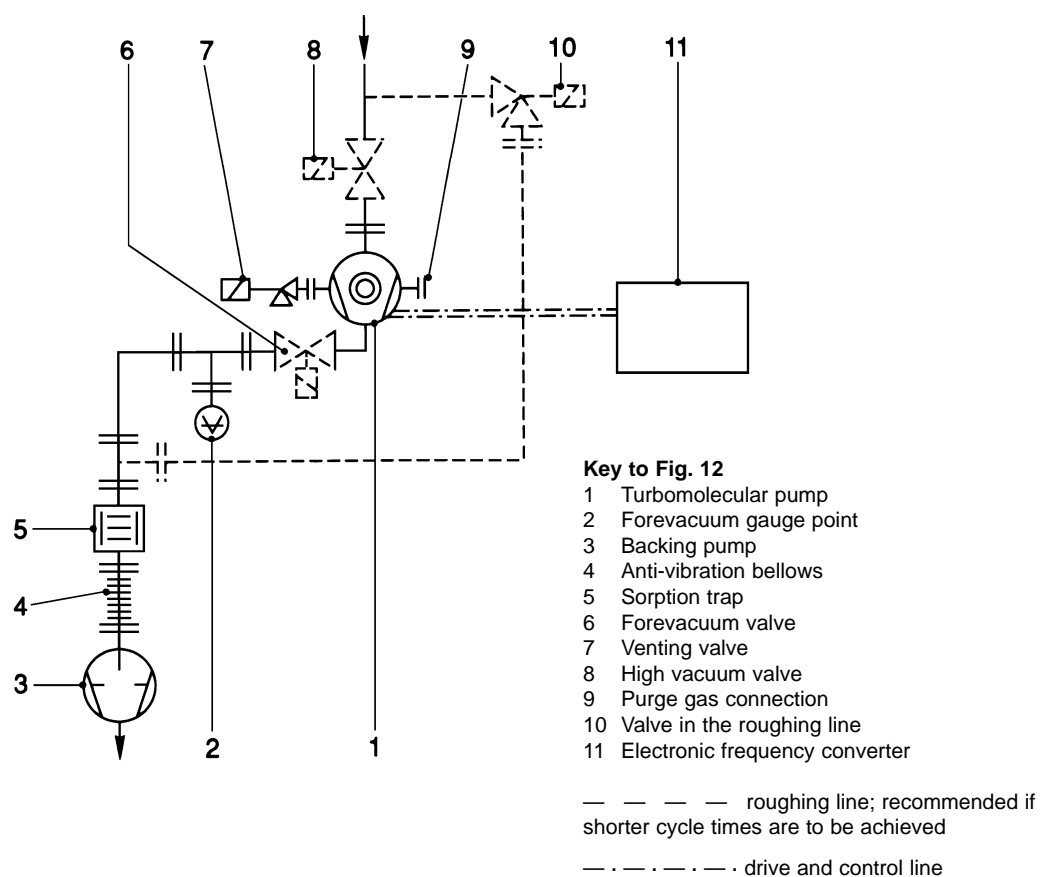 6 7 8 9 10 11
5
4
3
2 1
Key to Fig. 12
1 Turbomolecular pump
2 Forevacuum gauge point
3 Backing pump
4 Anti-vibration bellows
5 Sorption trap
6 Forevacuum valve
7 Venting valve
8 High vacuum valve
9 Purge gas connection
10 Valve in the roughing line
11 Electronic frequency converter
— — — — roughing line; recommended if
shorter cycle times are to be achieved
— · — · — · — · drive and control line